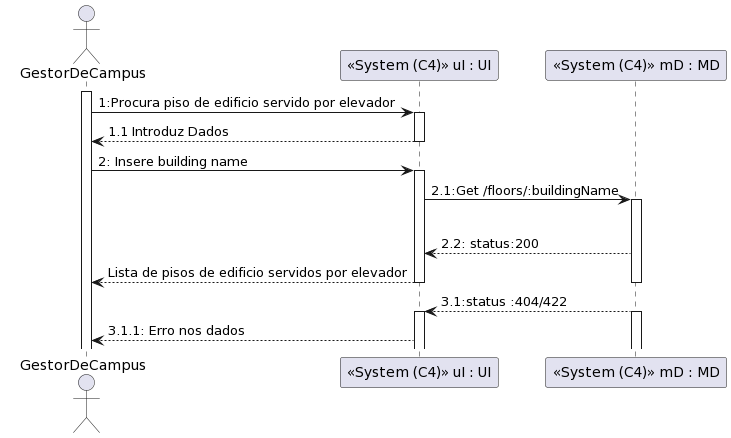 GestorDeCampus
«System (C4)» uI : UI
«System (C4)» mD : MD
1:Procura piso de edificio servido por elevador
1.1 Introduz Dados
2: Insere building name
2.1:Get /floors/:buildingName
2.2: status:200
Lista de pisos de edificio servidos por elevador
3.1:status :404/422
3.1.1: Erro nos dados
GestorDeCampus
«System (C4)» uI : UI
«System (C4)» mD : MD